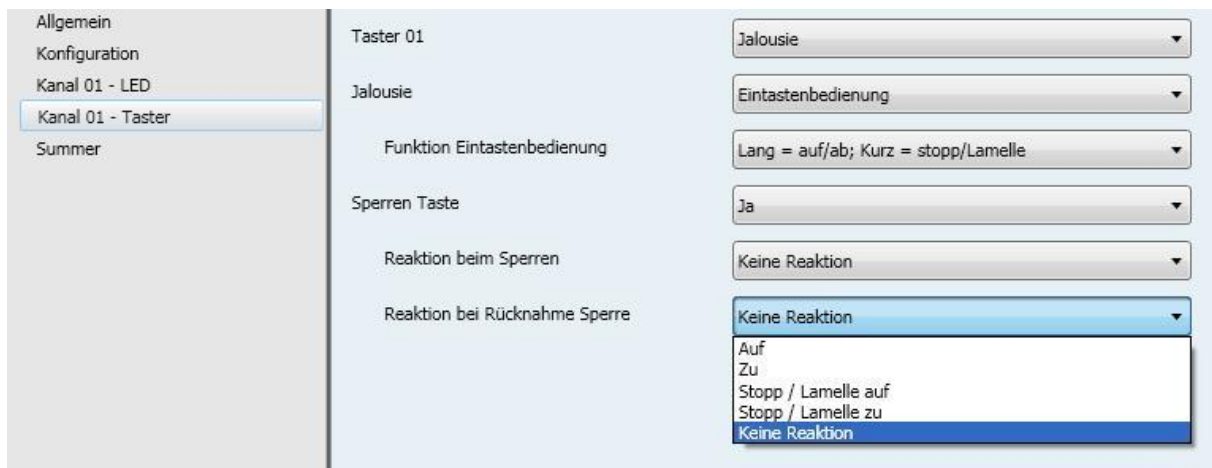 Allgemein
Konfiguration
Kanal 01 - LED
Kanal 01 - Taster
Summer
Taster 01
Jalousie
Jalousie
Eintastenbedienung
Funktion Eintastenbedienung
Lang = auf/ab; Kurz = stopp/Lamelle
Sperren Taste
Ja
Reaktion beim Sperren
Keine Reaktion
Reaktion bei Rücknahme Sperre
Keine Reaktion
Auf
Zu
Stopp / Lamelle auf
Stopp / Lamelle zu
Keine Reaktion